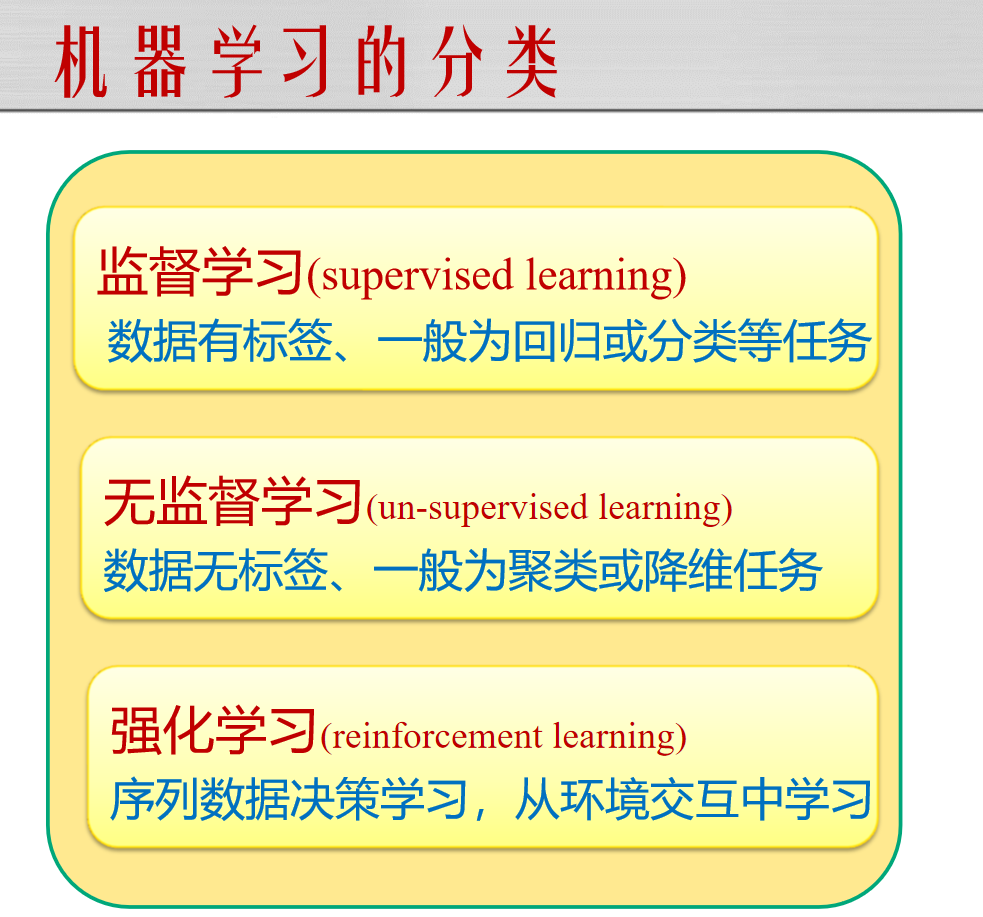 机器学习的分类
监督学习(supervised learning)
数据有标签、一般为回归或分类等任务
无监督学习(un-supervised learning)
数据无标签、一般为聚类或降维任务
强化学习(reinforcement learning)
序列数据决策学习，从环境交互中学习